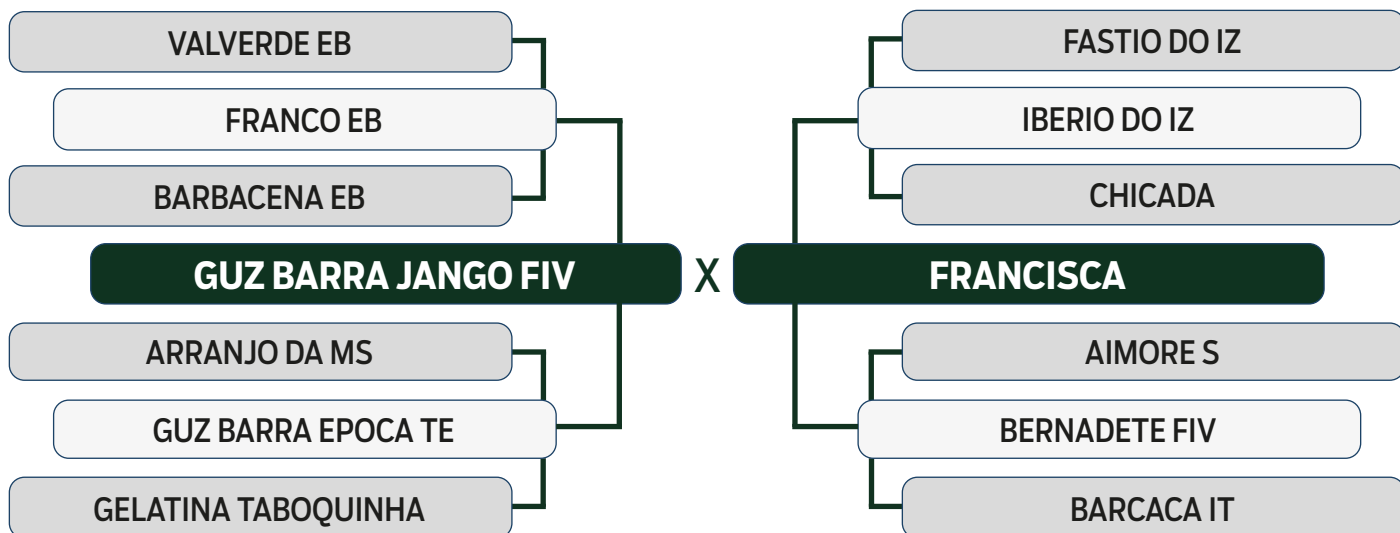 VALVERDE EB
FRANCO EB
BARBACENA EB
GUZ BARRA JANGO FIV
ARRANJO DA MS
GUZ BARRA EPOCA TE
GELATINA TABOQUINHA
X
FASTIO DO IZ
IBERIO DO IZ
CHICADA
FRANCISCA
AIMORE S
BERNADETE FIV
BARCACA IT